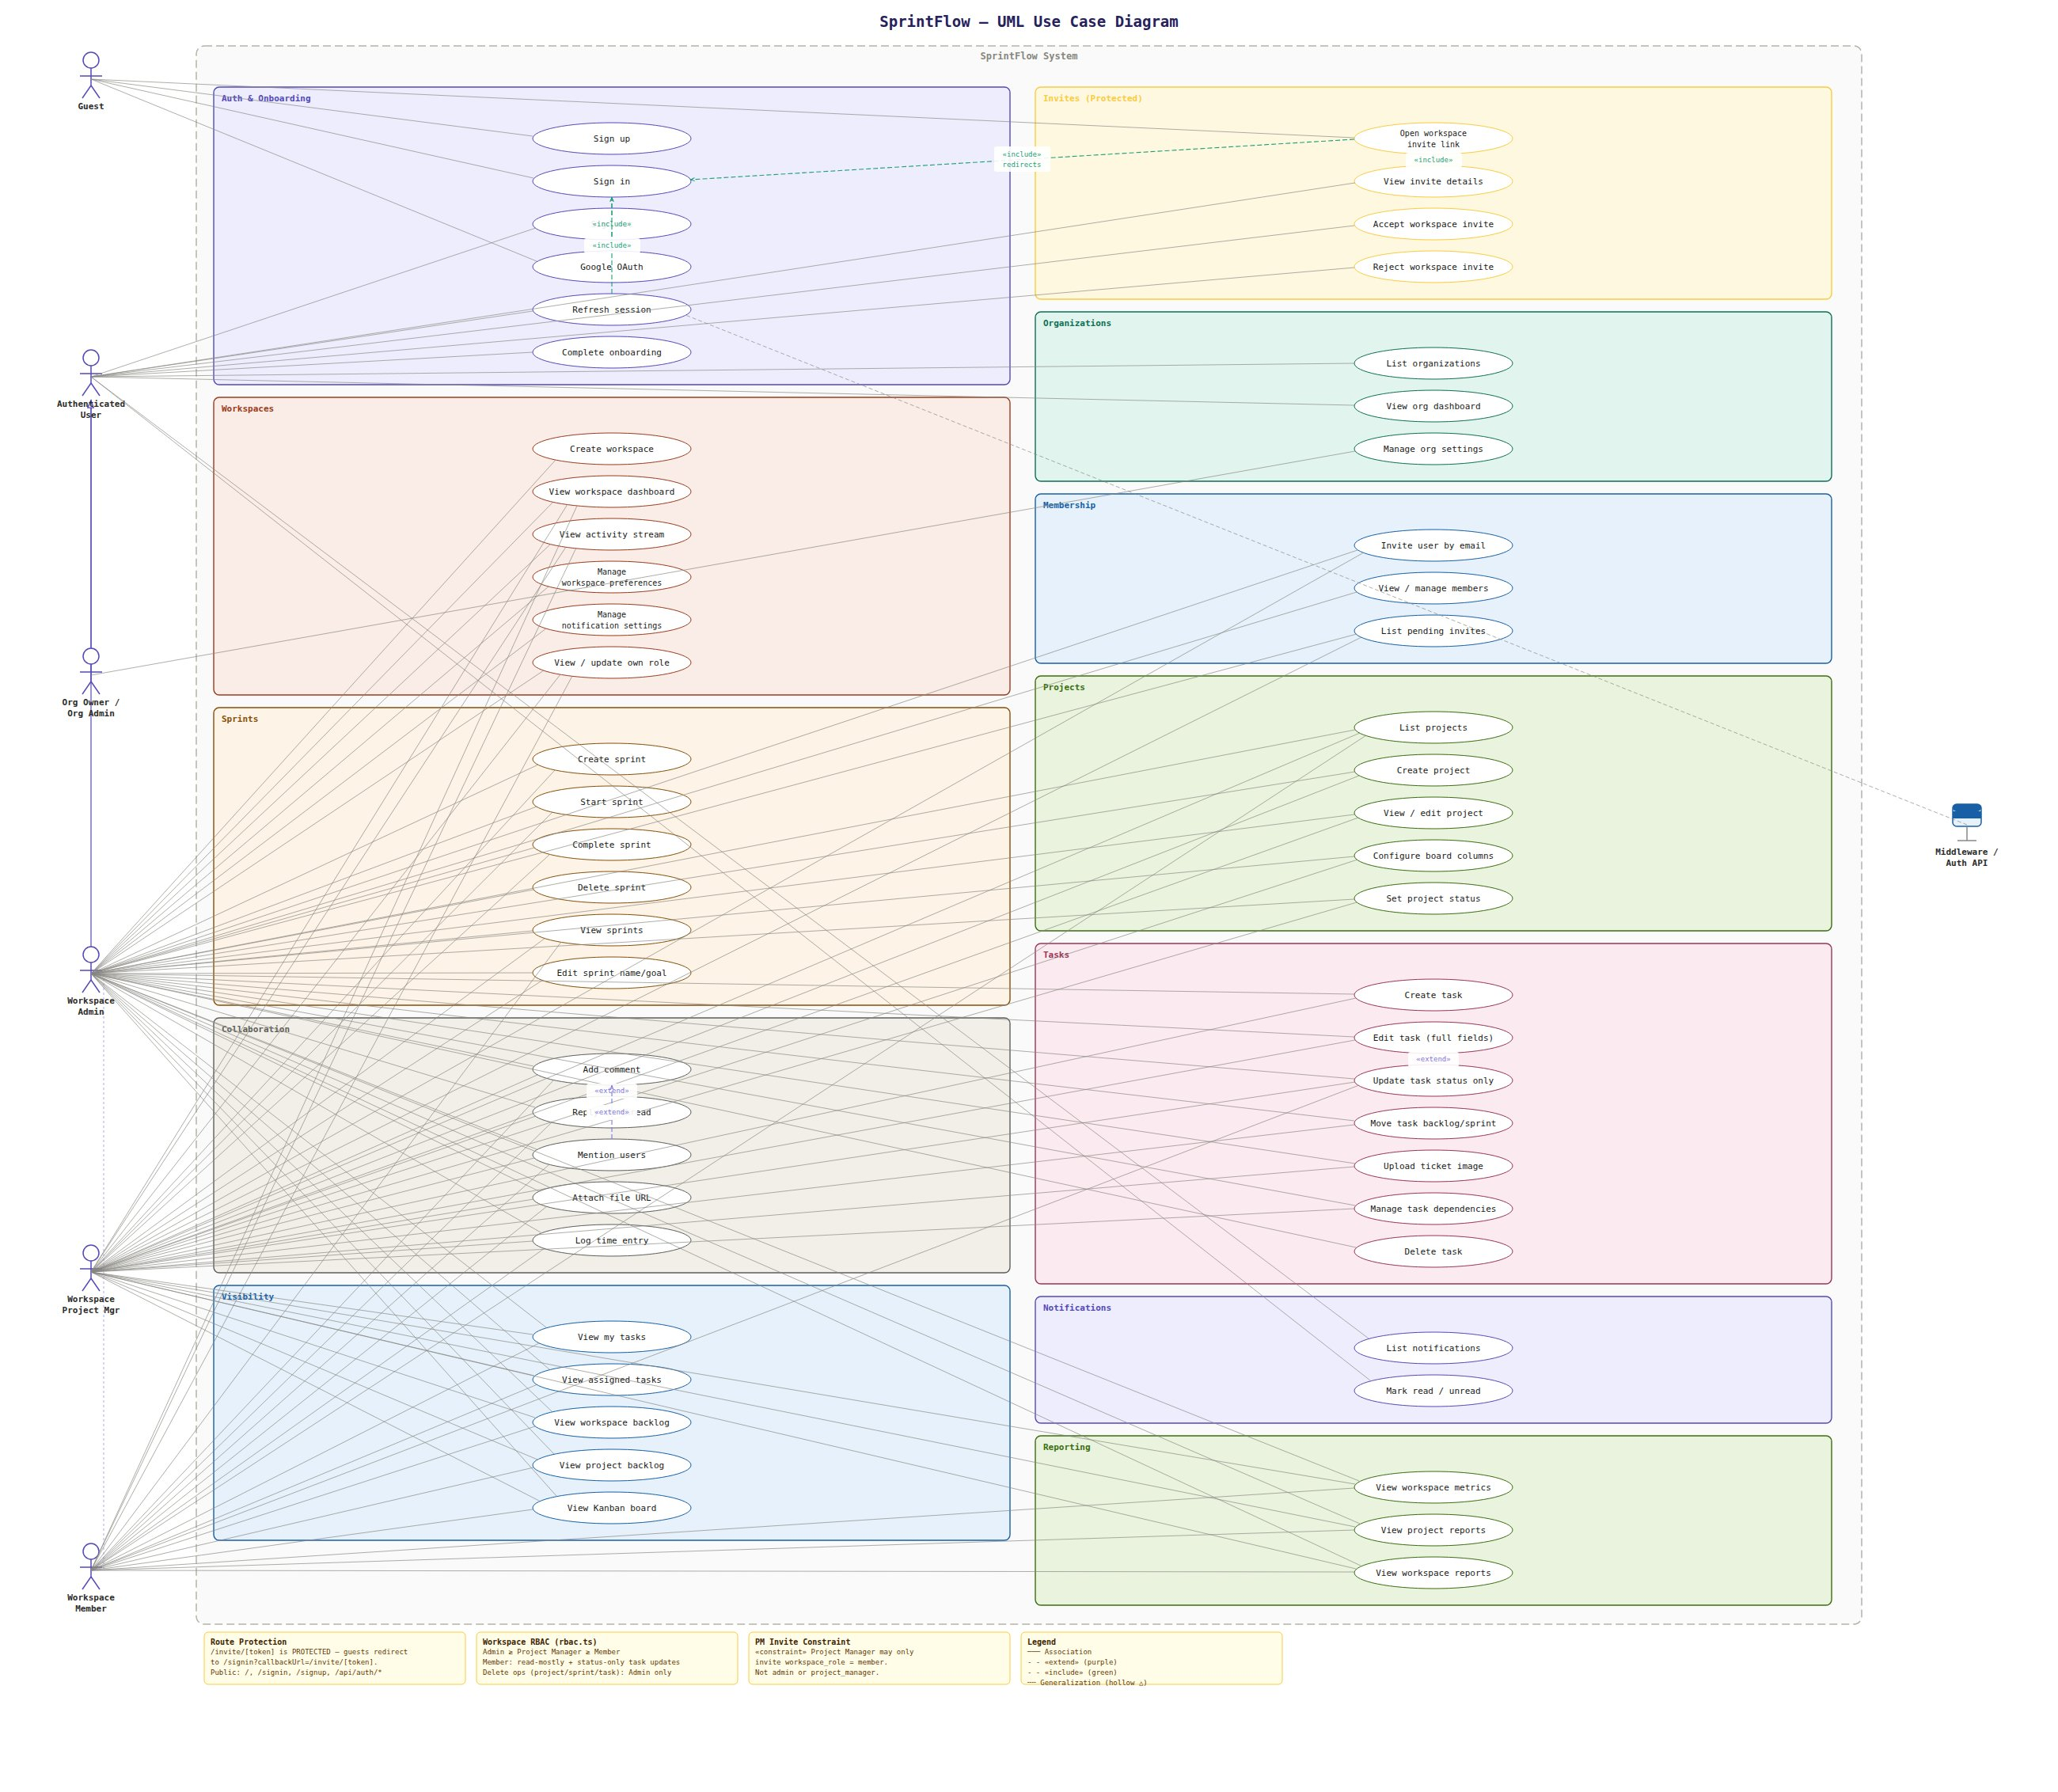 SprintFlow — UML Use Case Diagram
SprintFlow System
Guest
Authenticated
User
Org Owner /
Org Admin
Workspace
Admin
Workspace
Project Mgr
Workspace
Member
Auth & Onboarding
Sign up
Sign in
«include»
«include»
Google OAuth
Refresh session
Complete onboarding
«include»
redirects
Workspaces
Create workspace
View workspace dashboard
View activity stream
Manage
workspace preferences
Manage
notification settings
View / update own role
Sprints
Create sprint
Start sprint
Complete sprint
Delete sprint
View sprints
Edit sprint name/goal
Collaboration
Add comment
«extend»
«extend»
Mention users
Attach file URL
Log time entry
Visibility
View my tasks
View assigned tasks
View workspace backlog
View project backlog
View Kanban board
Invites (Protected)
Open workspace
invite link
«include»
View invite details
Accept workspace invite
Reject workspace invite
Organizations
List organizations
View org dashboard
Manage org settings
Membership
Invite user by email
View / manage members
List pending invites
Projects
List projects
Create project
View / edit project
Configure board columns
Set project status
Tasks
Create task
Edit task (full fields)
«extend»
Update task status only
Move task backlog/sprint
Upload ticket image
Manage task dependencies
Delete task
Notifications
List notifications
Mark read / unread
Reporting
View workspace metrics
View project reports
View workspace reports
Middleware /
Auth API
Route Protection
/invite/[token] is PROTECTED — guests redirect
to /signin?callbackUrl=/invite/[token].
Public: /, /signin, /signup, /api/auth/*
Workspace RBAC (rbac.ts)
Admin ≥ Project Manager ≥ Member
Member: read-mostly + status-only task updates
Delete ops (project/sprint/task): Admin only
PM Invite Constraint
«constraint» Project Manager may only
invite workspace_role = member.
Not admin or project_manager.
Legend
─── Association
- - «extend» (purple)
- - «include» (green)
── Generalization (hollow △)